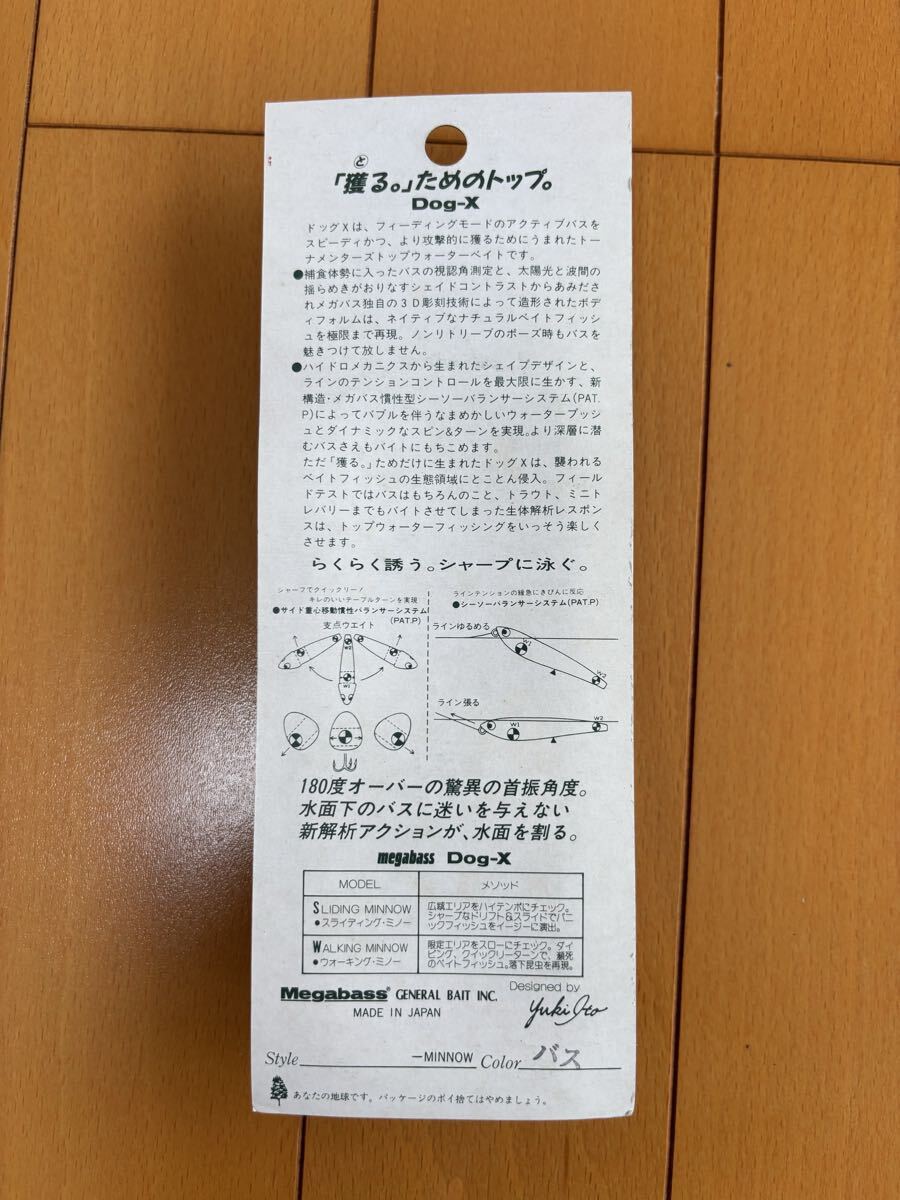 と
「獲る。」ためのトップ。
Dog-X
ドッグXは、フィーディングモードのアクティブバスを
スピーディかつ、より攻撃的に獲るためにうまれたトー
ナメンターズトップウォーターベイトです。
●補食体勢に入ったバスの視認角測定と、太陽光と波間の
揺らめきがおりなすシェイドコントラストからあみだだされ
メガバス独自の3D彫刻技術によって造形されたボデ
ィフォルムは、ネイティブなナチュラルベイトフィッシ
ュを極限まで再現。ノンリトリーブのポーズ時もバスを
魅きつけて放しません。
●ハイドロメカニクスから生まれたシェイプデザインと、
ラインのテンションコントロールを最大限に生かす、新
構造・メガバス慣性型シーソーバランサーシステム(PAT.
P)によってバブルを伴うなまめかしいウォータープッシ
ュとダイナミックなスピン&ターンを実現。より深層に潜
むバスさえもバイトにもちこめます。
ただ「獲る。」ためだけに生まれたドッグXは、襲われる
ベイトフィッシュの生態領域にとことん侵入。フィール
ドテストではバスはもちろんのこと、トラウト、ミニト
レバリーまでもバイトさせてしまった生体解析レスポン
スは、トップウォーターフィッシングをいっそう楽しく
させます。
らくらく誘う。シャープに泳ぐ。
シャープでクイックリー!
キレのいいテーブルターンを実現
●サイド重心移動慣性バランサーシステム
(PAT.P)
支点ウエイト
W2
W1
ラインテンションの緩急にきびんに反応
●シーソーバランサーシステム(PAT.P)
ラインゆるめる
W1
W2
ライン張る
W1
W2
180度オーバーの驚異の首振角度。
水面下のバスに迷いを与えない
新解析アクションが、水面を割る。
megabass Dog-X
MODEL メソッド
SLIDING MINNOW
●スライディング・ミノー
広範エリアをハイテンポにチェック。
シャープなドリフト&スライドでパニ
ックフィッシュをイージーに演出。
WALKING MINNOW
●ウォーキング・ミノー
限定エリアをスローにチェック。ダイ
ビング、クイックリーターンで、瀕死
のベイトフィッシュ。落下昆虫を再現。
Megabass® GENERAL BAIT INC.
MADE IN JAPAN
Designed by
Yuki Ito
Style ―MINNOW Color バス
あなたの地球です。パッケージのポイ捨てはやめましょう。